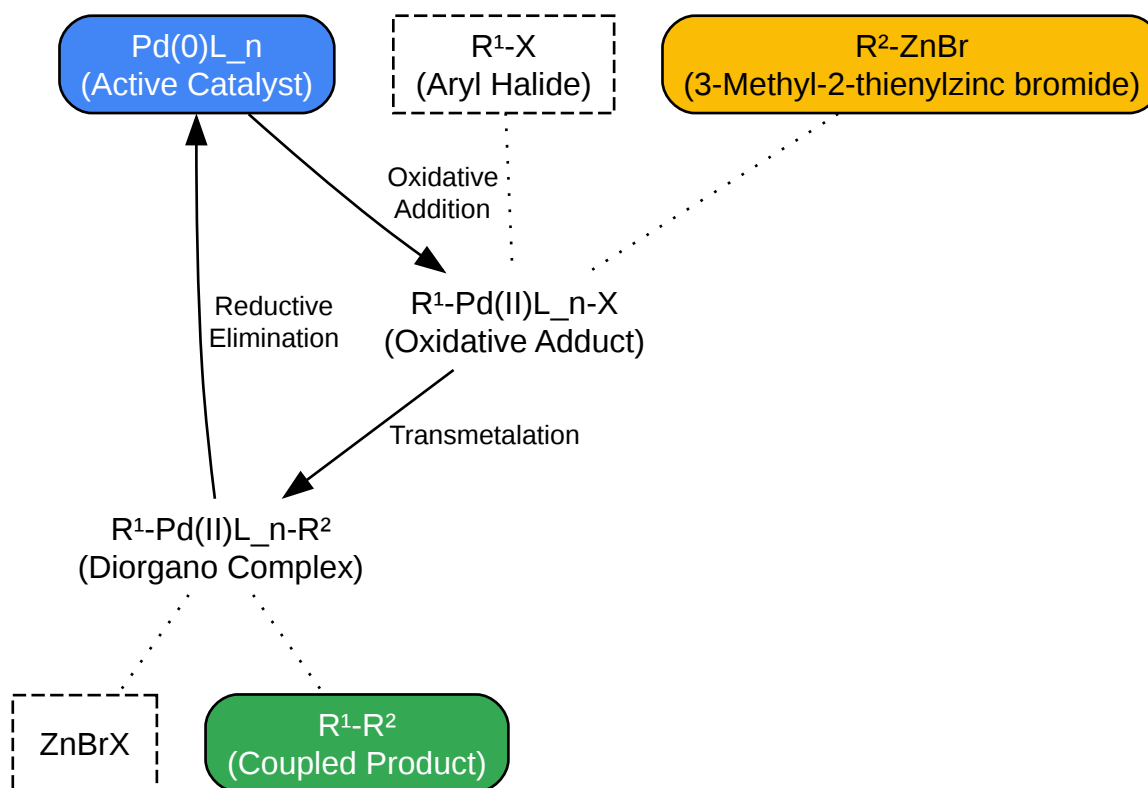 Pd(0)L_n
(Active Catalyst)
R¹-X
(Aryl Halide)
R²-ZnBr
(3-Methyl-2-thienylzinc bromide)
Oxidative
Addition
Reductive
Elimination
R¹-Pd(II)L_n-X
(Oxidative Adduct)
Transmetalation
R¹-Pd(II)L_n-R²
(Diorgano Complex)
ZnBrX
R¹-R²
(Coupled Product)